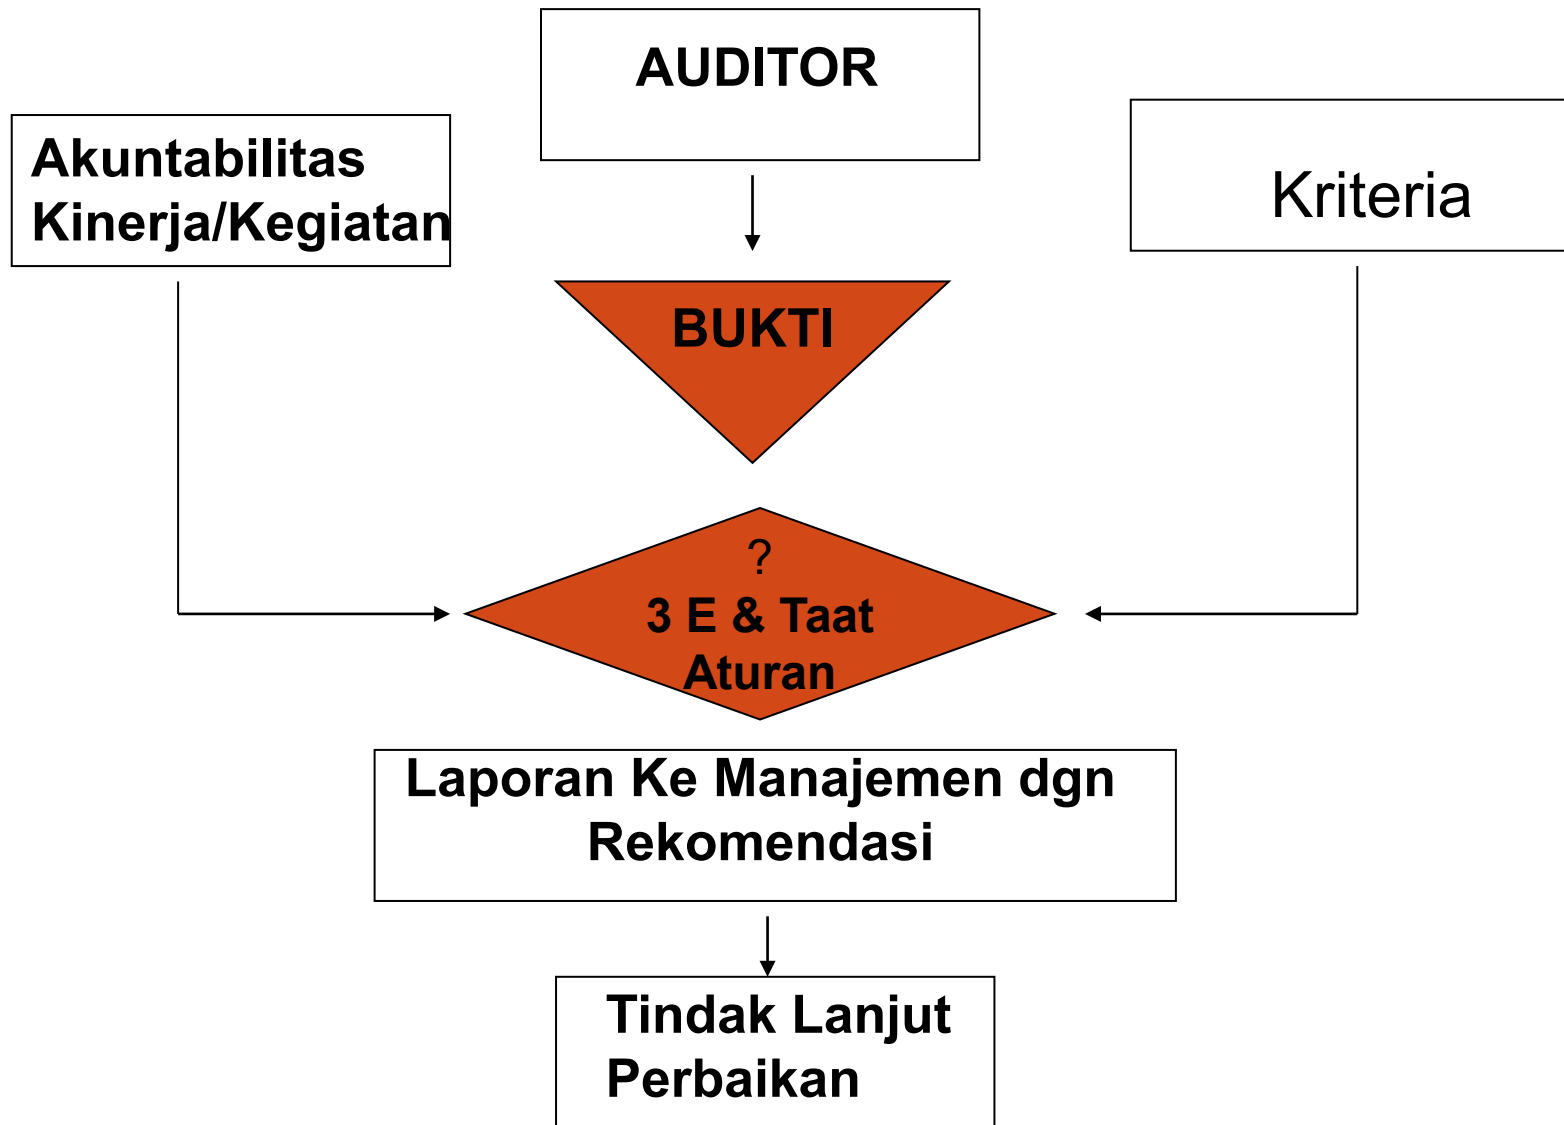 AUDITOR
Akuntabilitas
Kinerja/Kegiatan
Kriteria
BUKTI
?
3 E & Taat
Aturan
Laporan Ke Manajemen dgn
Rekomendasi
Tindak Lanjut
Perbaikan